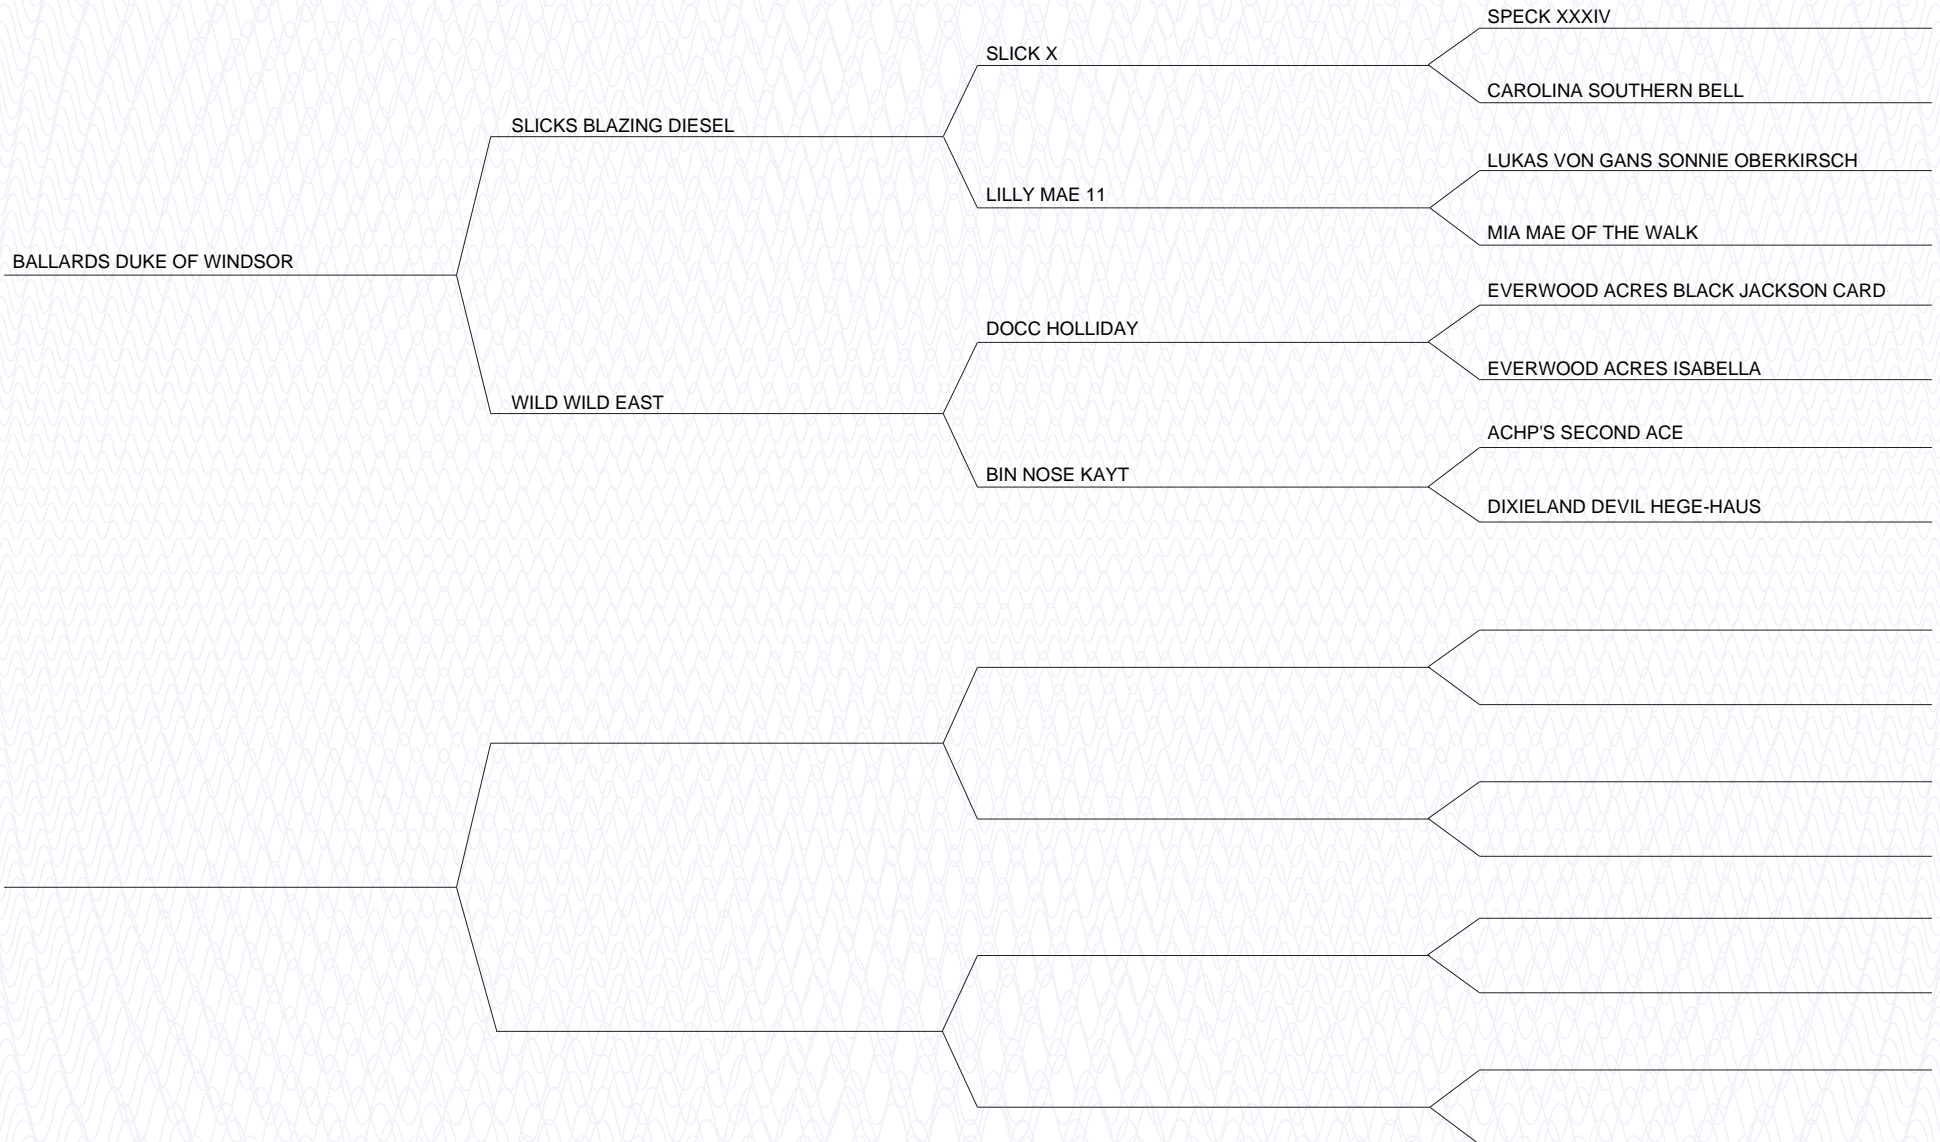 SPECK XXXIV
SLICK X
CAROLINA SOUTHERN BELL
SLICKS BLAZING DIESEL
LUKAS VON GANS SONNIE OBERKIRSCH
LILLY MAE 11
MIA MAE OF THE WALK
BALLARDS DUKE OF WINDSOR
EVERWOOD ACRES BLACK JACKSON CARD
DOCC HOLLIDAY
EVERWOOD ACRES ISABELLA
WILD WILD EAST
ACHP'S SECOND ACE
BIN NOSE KAYT
DIXIELAND DEVIL HEGE-HAUS